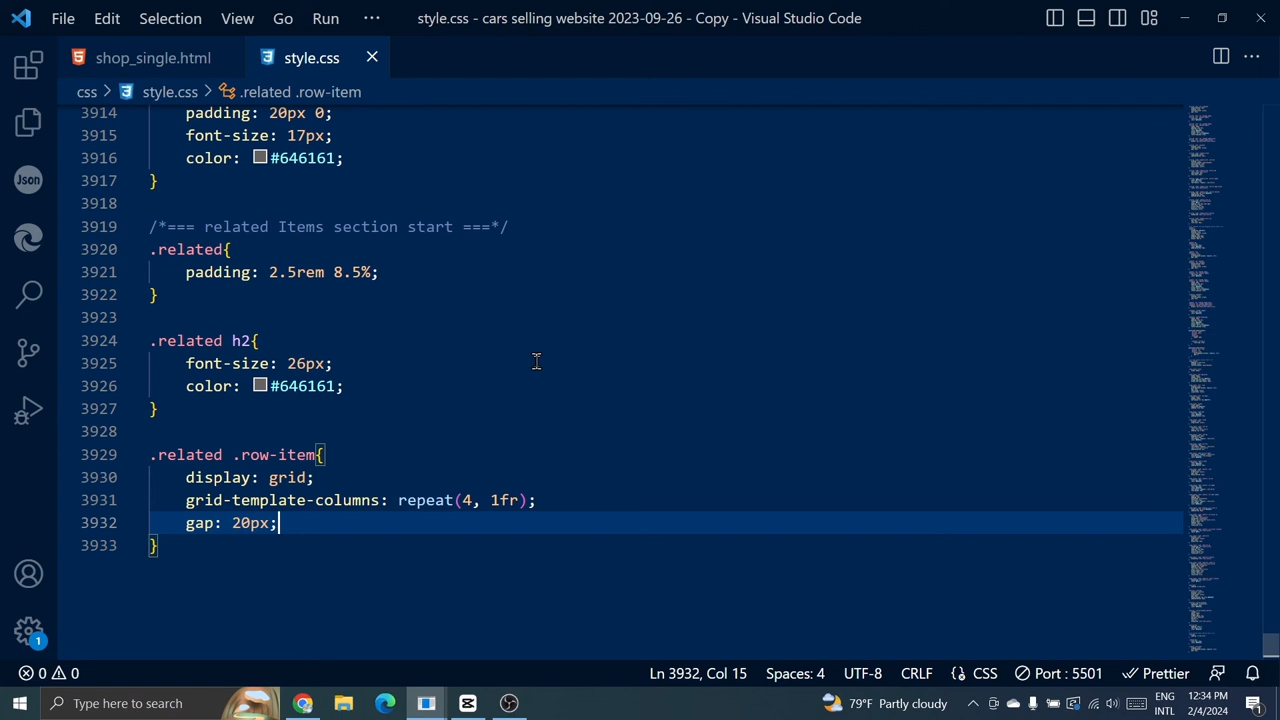 File Edit Selection View Go Run ··· style.css - cars selling website 2023-09-26 - Copy - Visual Studio Code
shop_single.html style.css
css > style.css > .related .row-item
3914 padding: 20px 0;
3915 font-size: 17px;
3916 color: #646161;
3917 }
3918
3919 /*=== related Items section start ===*/
3920 .related{
3921 padding: 2.5rem 8.5%;
3922 }
3923
3924 .related h2{
3925 font-size: 26px;
3926 color: #646161;
3927 }
3928
3929 .related .row-item{
3930 display: grid;
3931 grid-template-columns: repeat(4, 1fr);
3932 gap: 20px;
3933 }
Json
1
0 0 Ln 3932, Col 15 Spaces: 4 UTF-8 CRLF {} CSS Port : 5501 Prettier
Type here to search 79°F Partly cloudy ENG INTL 12:34 PM 2/4/2024